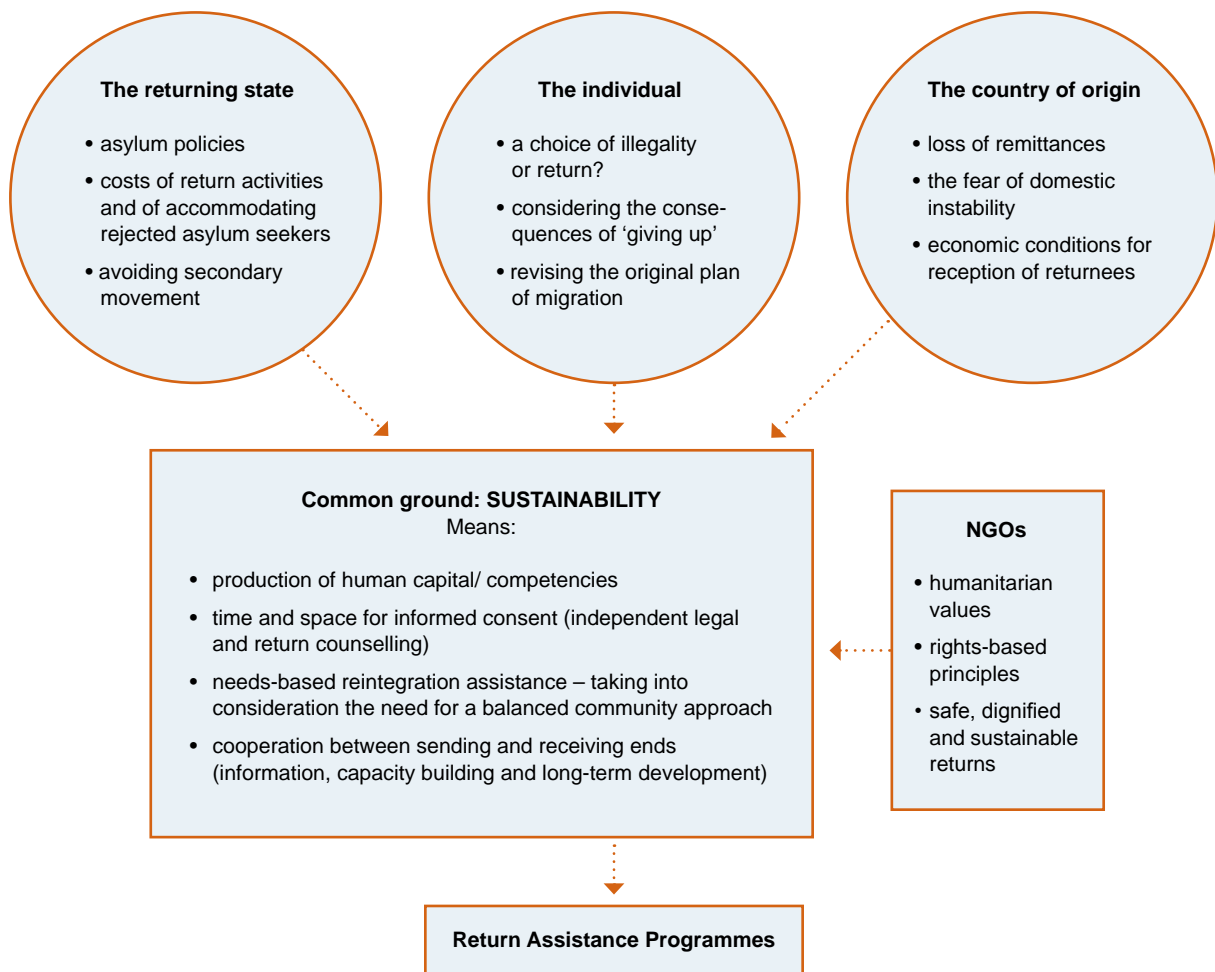 The returning state
• asylum policies
• costs of return activities
and of accommodating
rejected asylum seekers
• avoiding secondary
movement
The individual
• a choice of illegality
or return?
• considering the conse-
quences of ‘giving up’
• revising the original plan
of migration
The country of origin
• loss of remittances
• the fear of domestic
instability
• economic conditions for
reception of returnees
Common ground: SUSTAINABILITY
Means:
• production of human capital/ competencies
• time and space for informed consent (independent legal
and return counselling)
• needs-based reintegration assistance – taking into
consideration the need for a balanced community approach
• cooperation between sending and receiving ends
(information, capacity building and long-term development)
NGOs
• humanitarian
values
• rights-based
principles
• safe, dignified
and sustainable
returns
Return Assistance Programmes